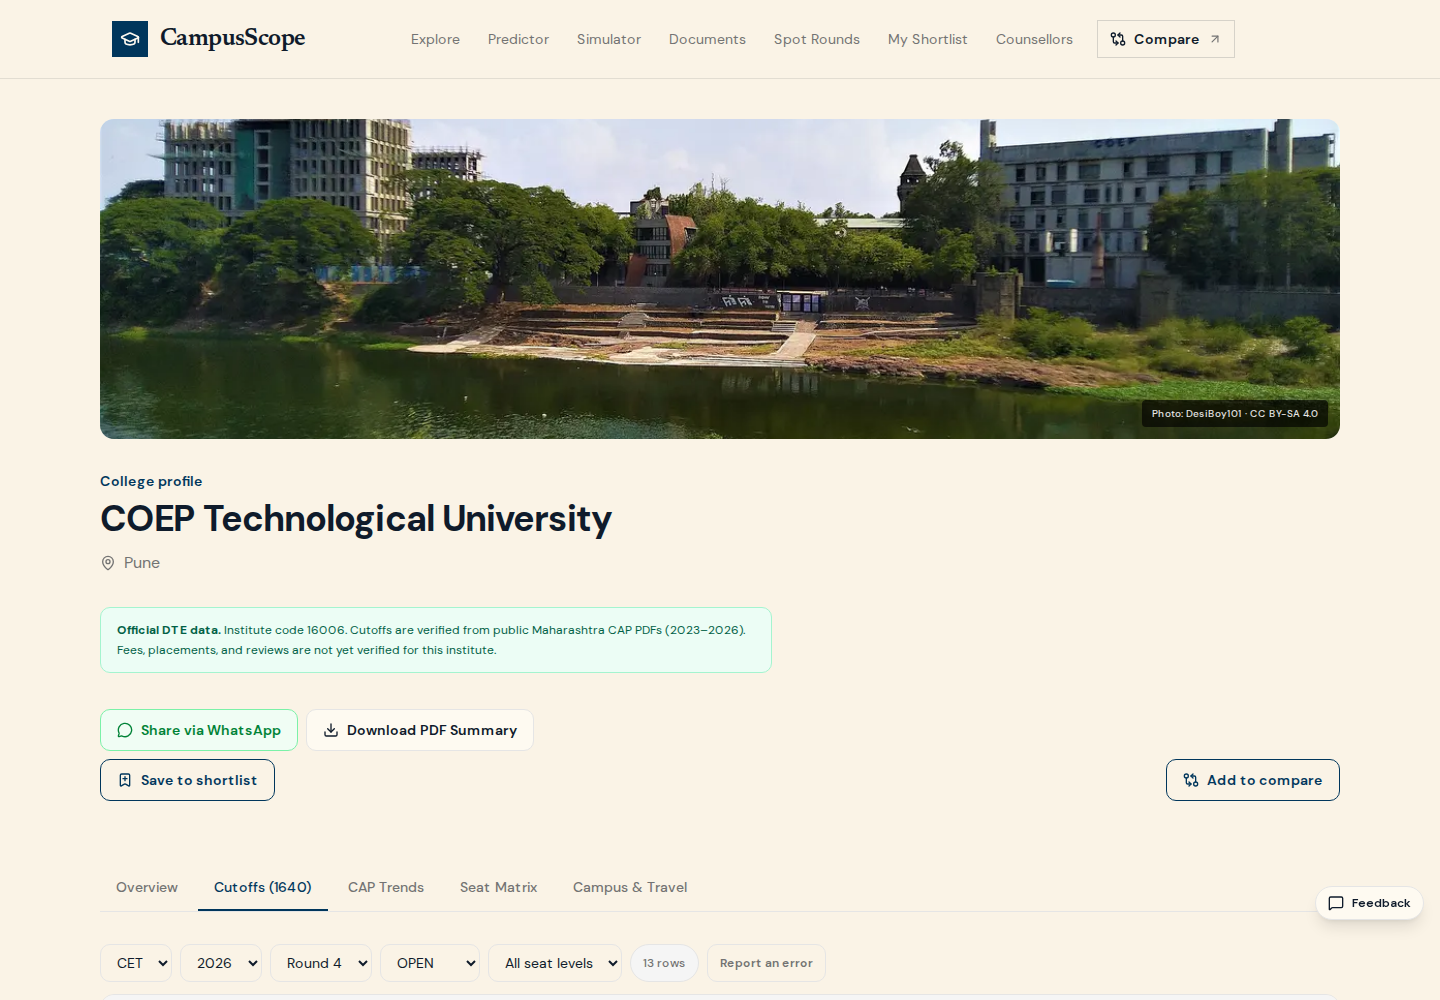 CampusScope
Explore
Predictor
Simulator
Documents
Spot Rounds
My Shortlist
Counsellors
Compare
COEP
Photo: DesiBoy101 · CC BY-SA 4.0
College profile
COEP Technological University
Pune
Official DTE data. Institute code 16006. Cutoffs are verified from public Maharashtra CAP PDFs (2023–2026).
Fees, placements, and reviews are not yet verified for this institute.
Share via WhatsApp
Download PDF Summary
Save to shortlist
Add to compare
Overview
Cutoffs (1640)
CAP Trends
Seat Matrix
Campus & Travel
Feedback
CET
2026
Round 4
OPEN
All seat levels
13 rows
Report an error